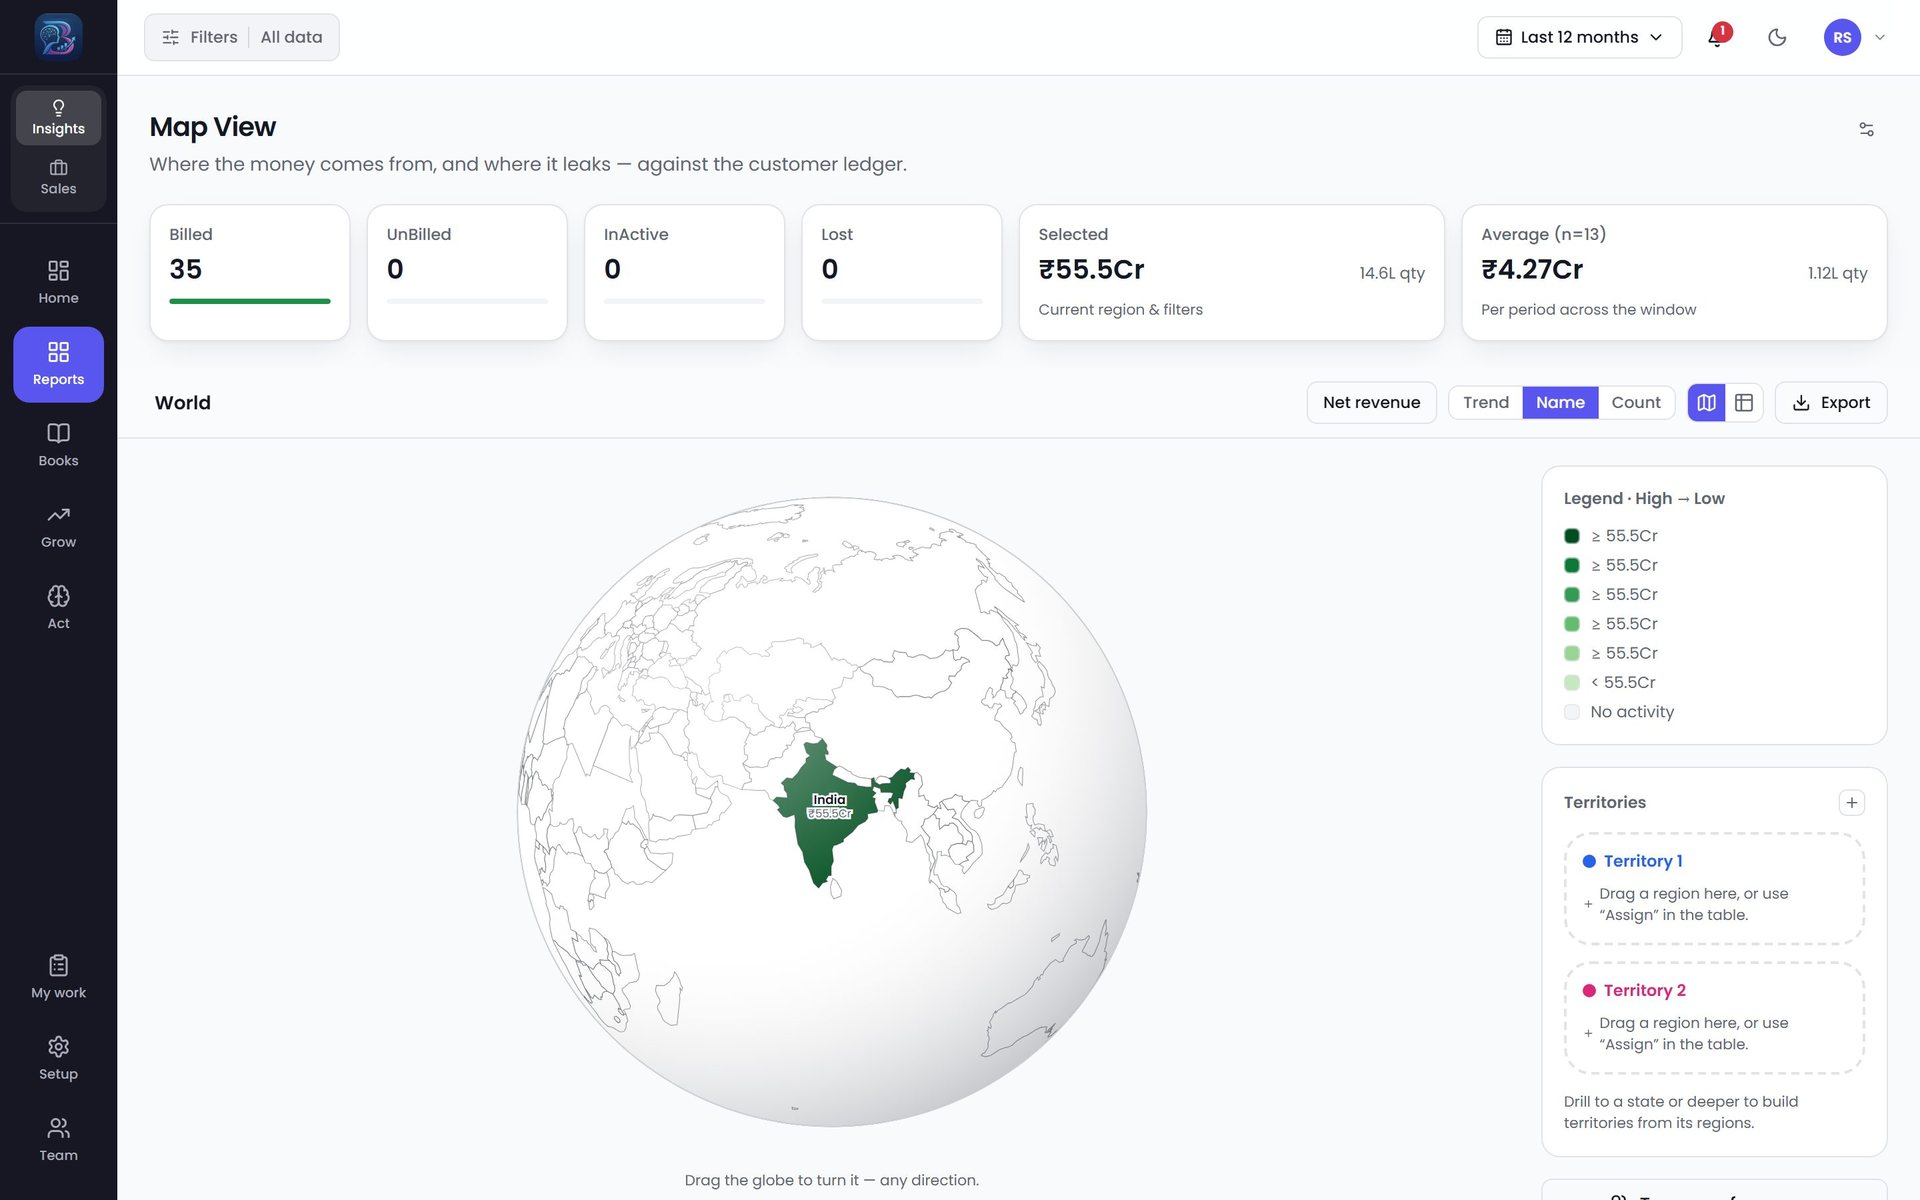 Filters
All data
Last 12 months
1
RS
Insights
Sales
Home
Reports
Books
Grow
Act
My work
Setup
Team
Map View
Where the money comes from, and where it leaks — against the customer ledger.
Billed
35
UnBilled
0
InActive
0
Lost
0
Selected
₹55.5Cr
14.6L qty
Current region & filters
Average (n=13)
₹4.27Cr
1.12L qty
Per period across the window
World
Net revenue
Trend
Name
Count
Export
India
₹55.5Cr
Drag the globe to turn it — any direction.
Legend · High → Low
≥ 55.5Cr
≥ 55.5Cr
≥ 55.5Cr
≥ 55.5Cr
≥ 55.5Cr
< 55.5Cr
No activity
Territories
+
Territory 1
+ Drag a region here, or use
“Assign” in the table.
Territory 2
+ Drag a region here, or use
“Assign” in the table.
Drill to a state or deeper to build
territories from its regions.